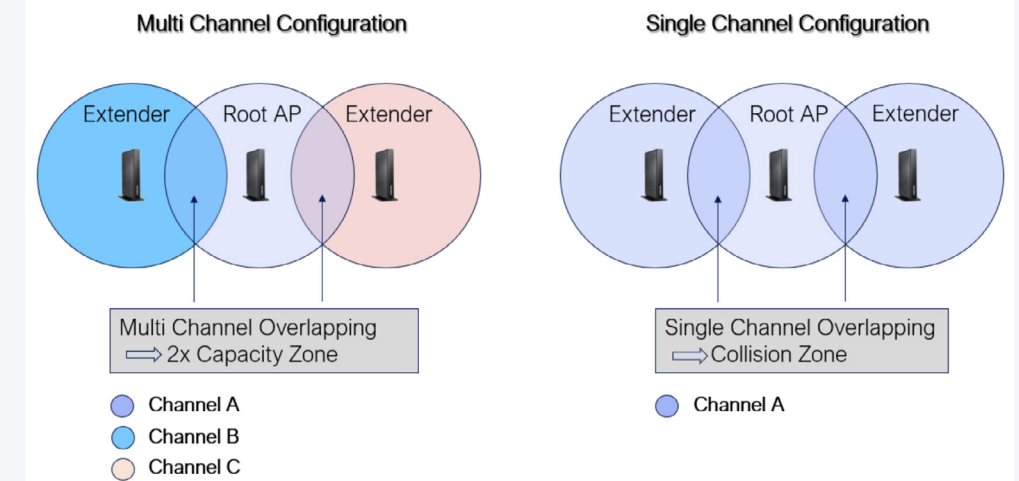 Multi Channel Configuration
Extender
Root AP
Extender
Multi Channel Overlapping
2x Capacity Zone
Channel A
Channel B
Channel C
Single Channel Configuration
Extender
Root AP
Extender
Single Channel Overlapping
Collision Zone
Channel A